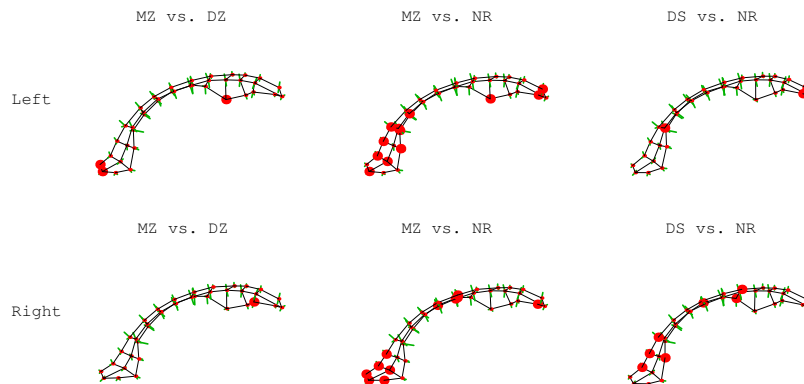 MZ vs. DZ MZ vs. NR DS vs. NR
Left
MZ vs. DZ MZ vs. NR DS vs. NR
Right